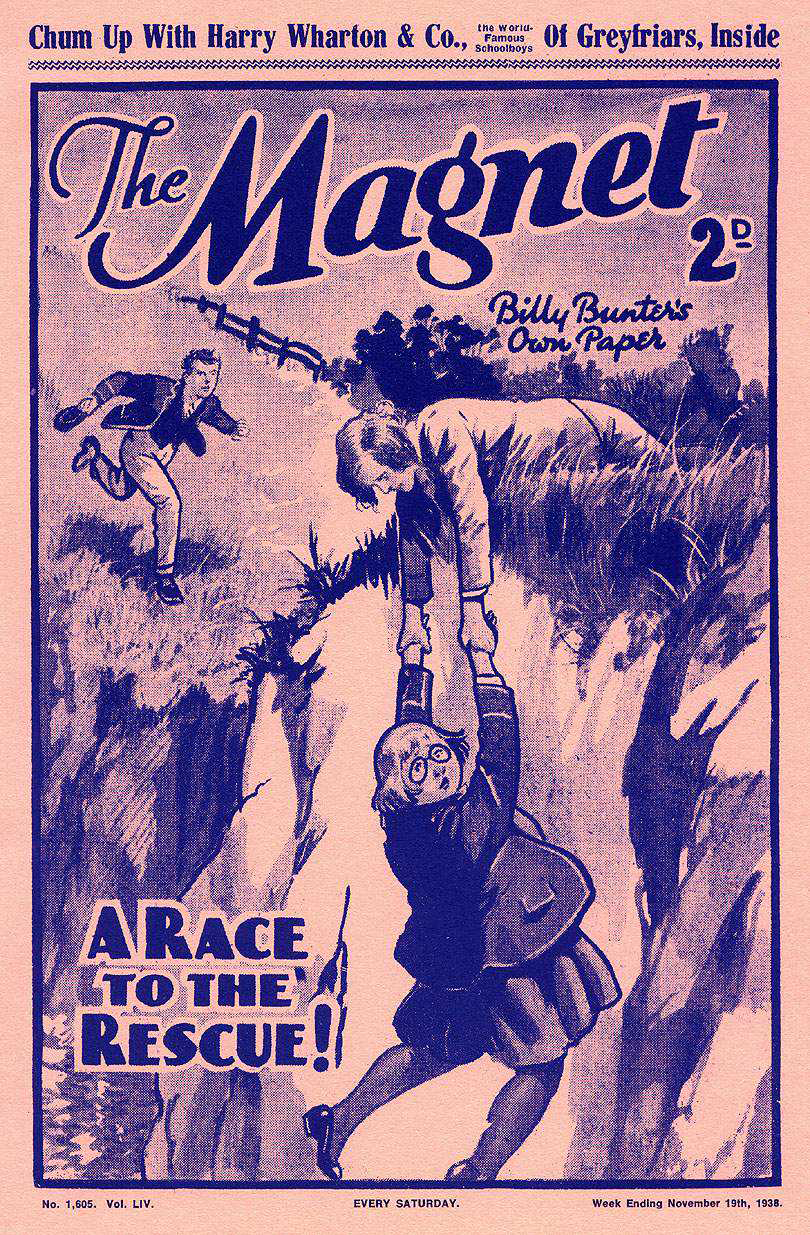 Chum Up With Harry Wharton & Co., the World-Famous Schoolboys Of Greyfriars, Inside
The Magnet
2D
Billy Bunter's
Own Paper
A RACE
TO THE
RESCUE!
No. 1,605. Vol. LIV. EVERY SATURDAY. Week Ending November 19th, 1938.